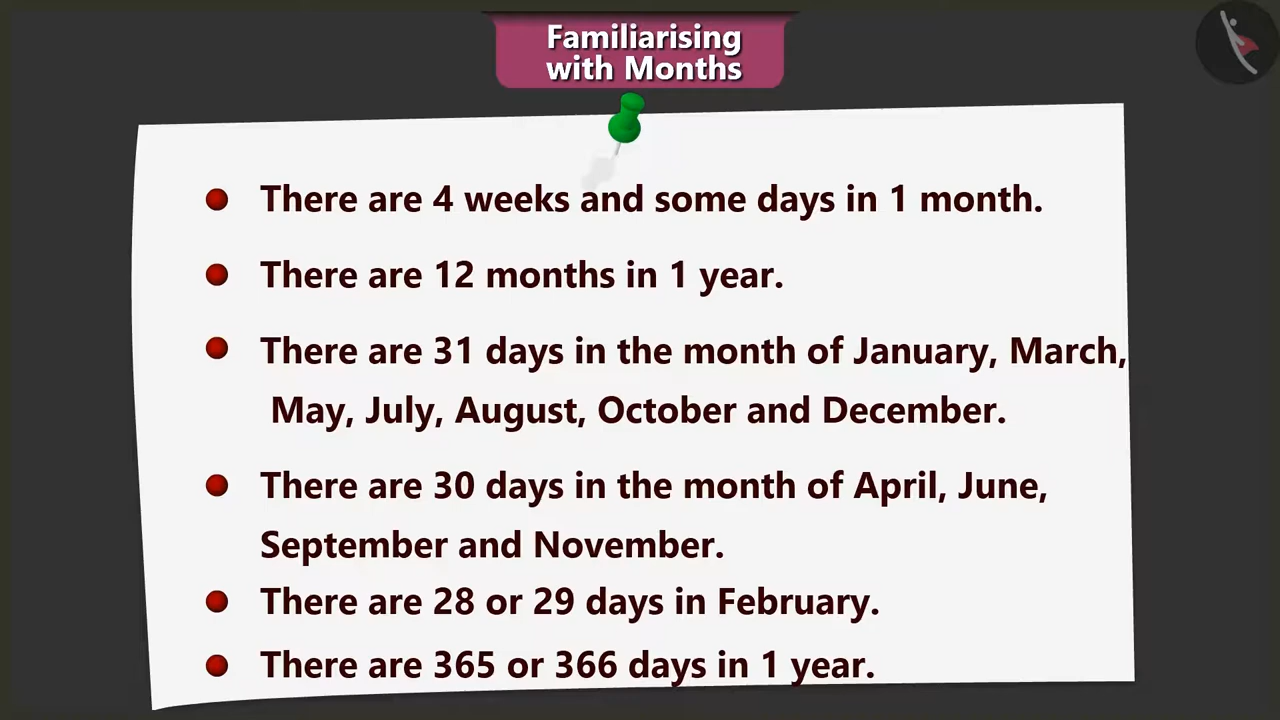 Familiarising
with Months
There are 4 weeks and some days in 1 month.
There are 12 months in 1 year.
There are 31 days in the month of January, March,
May, July, August, October and December.
There are 30 days in the month of April, June,
September and November.
There are 28 or 29 days in February.
There are 365 or 366 days in 1 year.